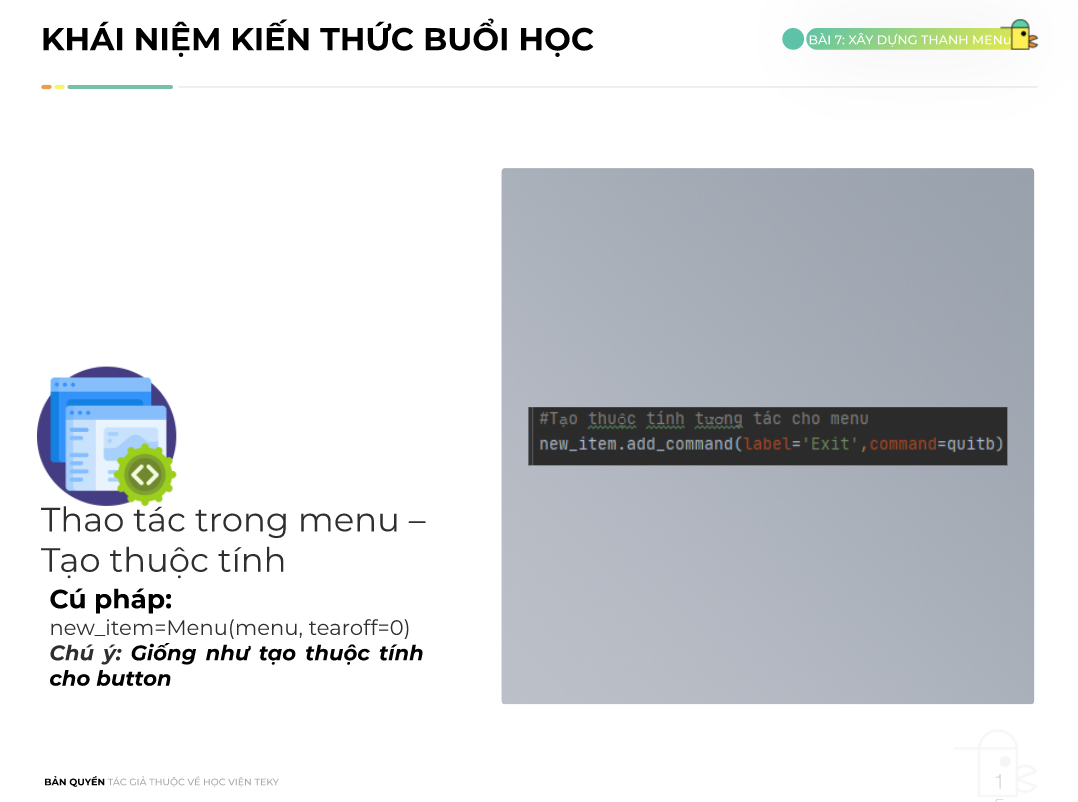 KHÁI NIỆM KIẾN THỨC BUỔI HỌC
BÀI 7: XÂY DỰNG THANH MENu
#Tạo thuộc tính tương tác cho menu
new_item.add_command(label='Exit',command=quitb)
Thao tác trong menu –
Tạo thuộc tính
Cú pháp:
new_item=Menu(menu, tearoff=0)
Chú ý: Giống như tạo thuộc tính
cho button
BẢN QUYỀN TÁC GIẢ THUỘC VỀ HỌC VIỆN TEKY
1